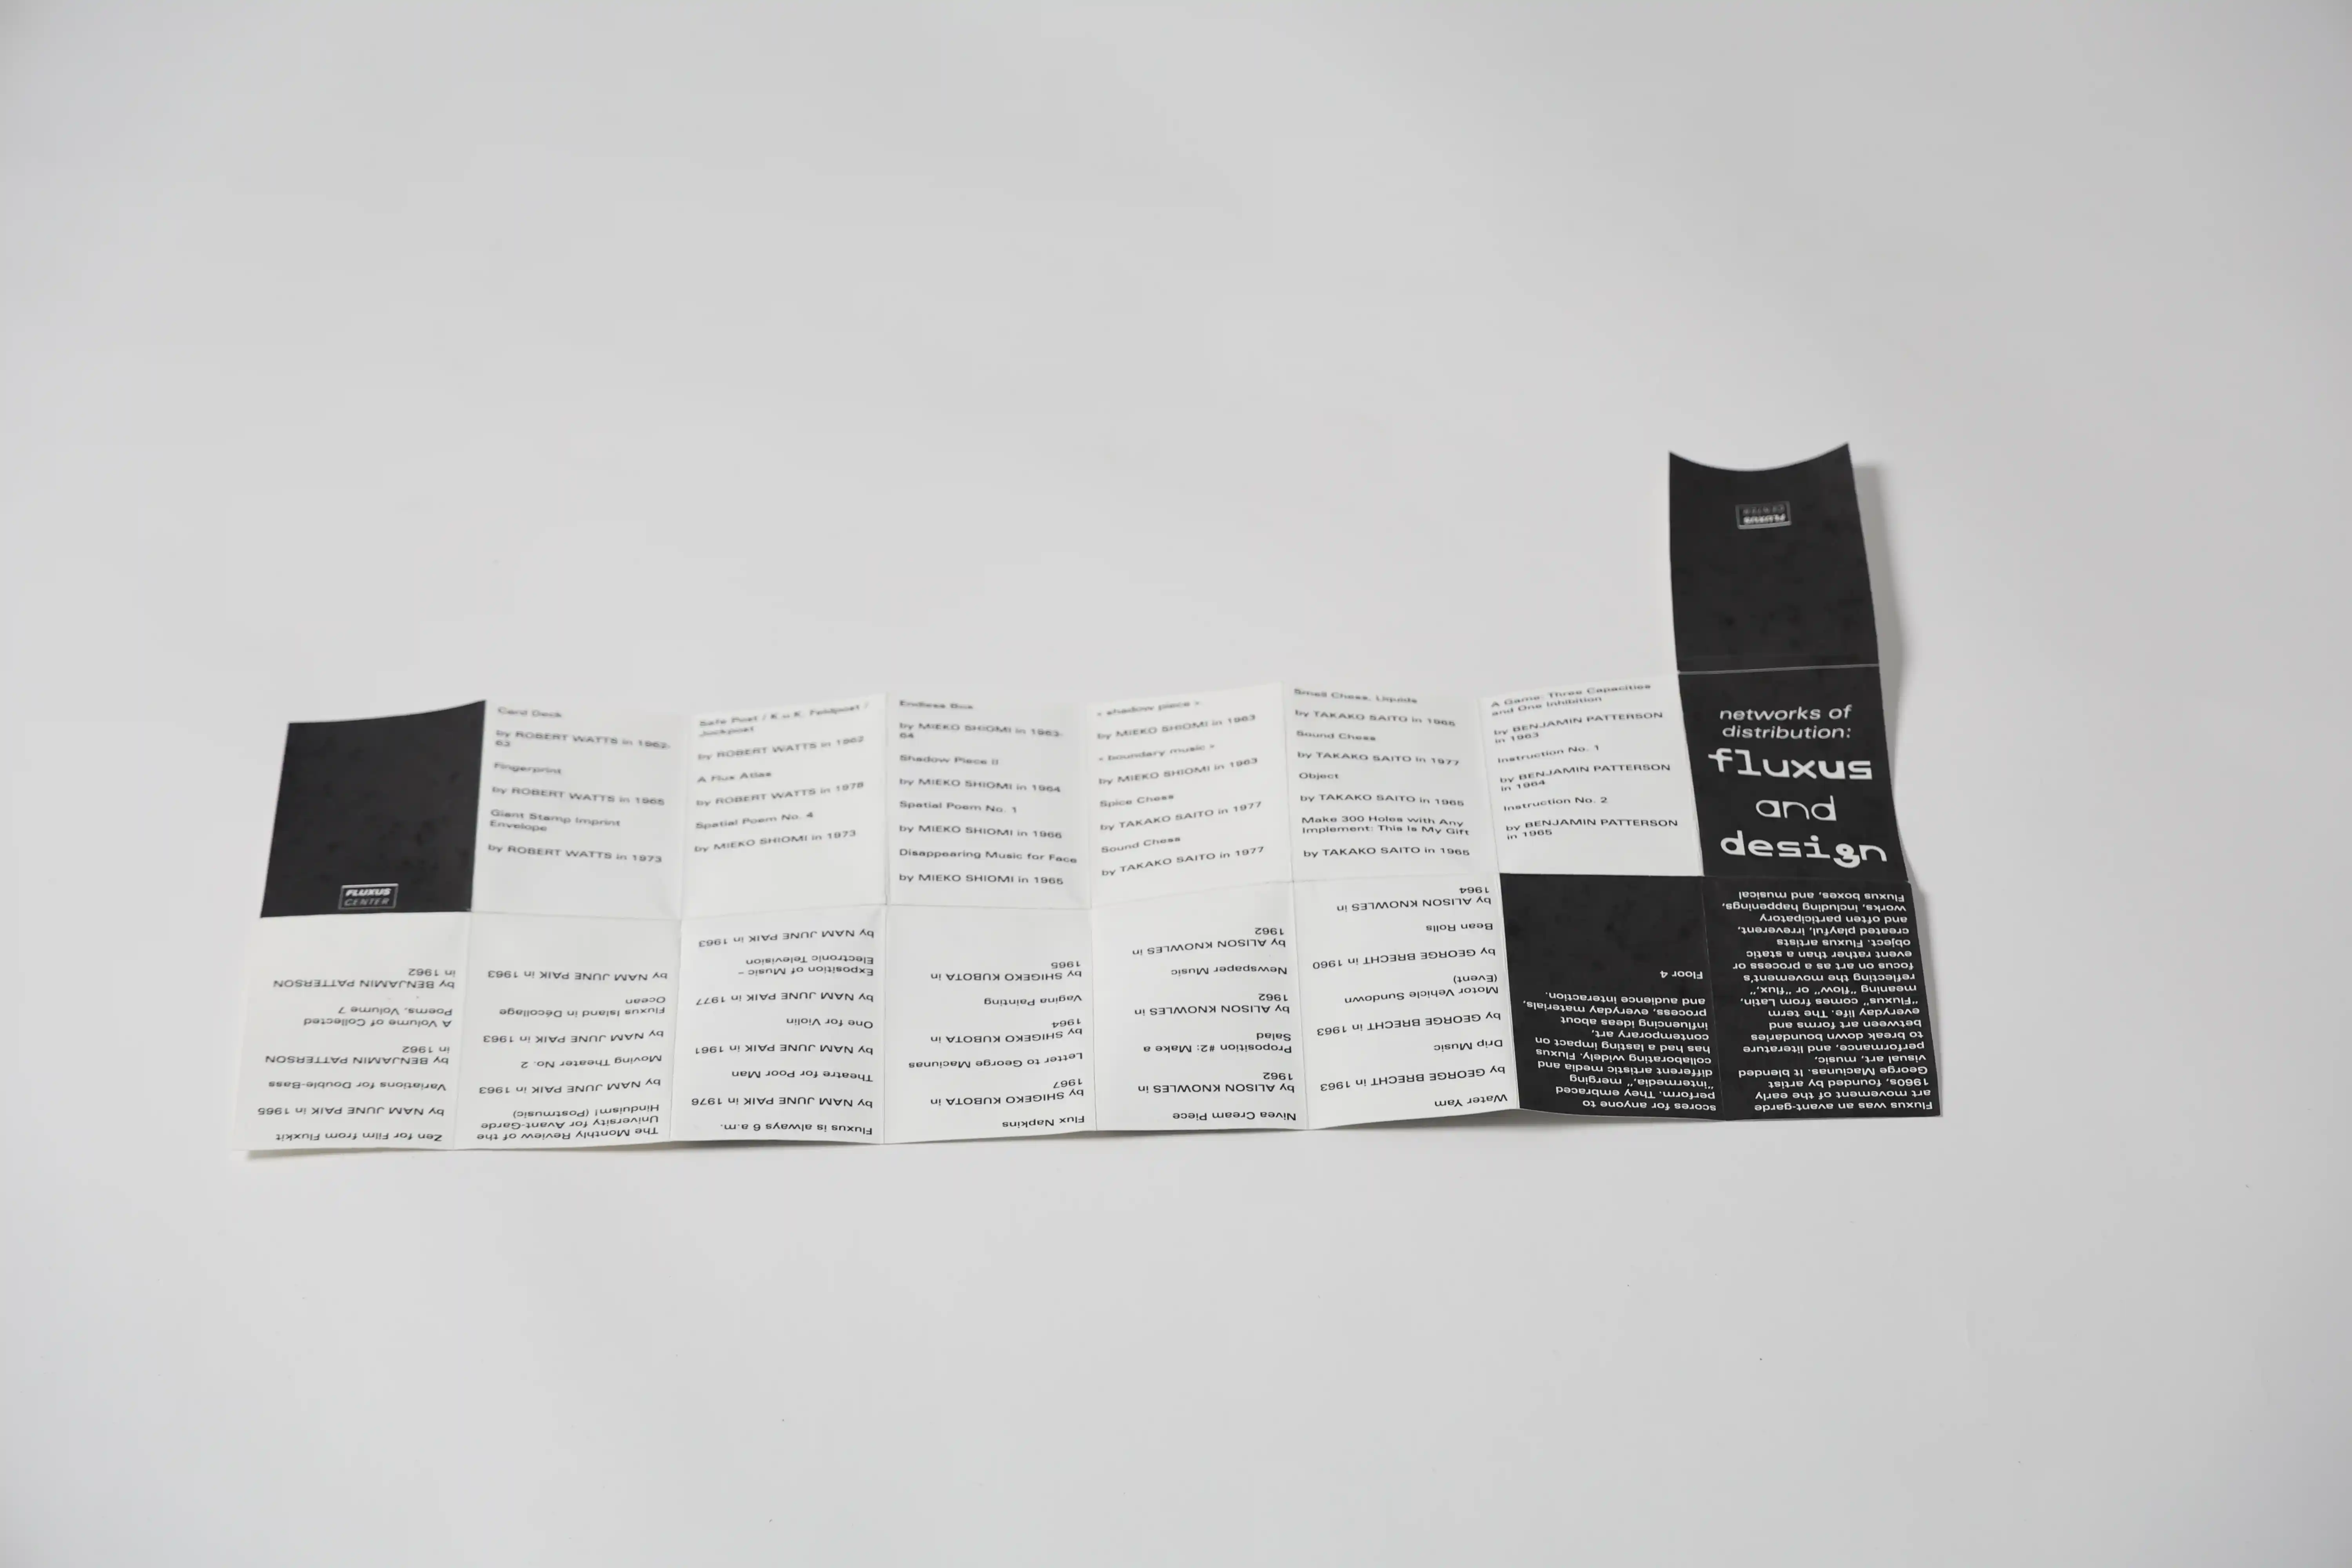 FLUXUS
CENTER
networks of
distribution:
fluxus
and
design
Fluxus was an avant-garde
art movement of the early
1960s, founded by artist
George Maciunas. It blended
visual art, music,
performance, and literature
to break down boundaries
between art forms and
everyday life. The term
"Fluxus" comes from Latin,
meaning "flow" or "flux,"
reflecting the movement's
focus on art as a process or
event rather than a static
object. Fluxus artists
created playful, irreverent,
and often participatory
works, including happenings,
Fluxus boxes, and musical
scores for anyone to
perform. They embraced
"intermedia," merging
different artistic media and
collaborating widely. Fluxus
has had a lasting impact on
contemporary art,
influencing ideas about
process, everyday materials,
and audience interaction.
Floor 4
Water Yam
by GEORGE BRECHT in 1963
Drip Music
by GEORGE BRECHT in 1963
Motor Vehicle Sundown
(Event)
by GEORGE BRECHT in 1960
Bean Rolls
by ALISON KNOWLES in
1964
Nivea Cream Piece
by ALISON KNOWLES in
1962
Proposition #2: Make a
Salad
by ALISON KNOWLES in
1962
Newspaper Music
by ALISON KNOWLES in
1962
Flux Napkins
by SHIGEKO KUBOTA in
1967
Letter to George Maciunas
by SHIGEKO KUBOTA in
1964
Vagina Painting
by SHIGEKO KUBOTA in
1965
Fluxus is always 6 a.m.
by NAM JUNE PAIK in 1976
Theatre for Poor Man
by NAM JUNE PAIK in 1961
One for Violin
by NAM JUNE PAIK in 1977
Exposition of Music –
Electronic Television
by NAM JUNE PAIK in 1963
The Monthly Review of the
University for Avant-Garde
Hinduism! (Postmusic)
by NAM JUNE PAIK in 1963
Moving Theater No. 2
by NAM JUNE PAIK in 1963
Fluxus Island in Décollage
Ocean
by NAM JUNE PAIK in 1963
Zen for Film from Fluxkit
by NAM JUNE PAIK in 1965
Variations for Double-Bass
by BENJAMIN PATTERSON
in 1962
A Volume of Collected
Poems, Volume 7
by BENJAMIN PATTERSON
in 1962
A Game: Three Capacities
and One Inhibition
by BENJAMIN PATTERSON
in 1963
Instruction No. 1
by BENJAMIN PATTERSON
in 1964
Instruction No. 2
by BENJAMIN PATTERSON
in 1965
Smell Chess, Liquids
by TAKAKO SAITO in 1965
Sound Chess
by TAKAKO SAITO in 1977
Object
by TAKAKO SAITO in 1965
Make 300 Holes with Any
Implement: This Is My Gift
by TAKAKO SAITO in 1965
< shadow piece >
by MIEKO SHIOMI in 1963
< boundary music >
by MIEKO SHIOMI in 1963
Spice Chess
by TAKAKO SAITO in 1977
Sound Chess
by TAKAKO SAITO in 1977
Endless Box
by MIEKO SHIOMI in 1963-
64
Shadow Piece II
by MIEKO SHIOMI in 1964
Spatial Poem No. 1
by MIEKO SHIOMI in 1966
Disappearing Music for Face
by MIEKO SHIOMI in 1965
Safe Post / K.u.K. Feldpost /
Jockpost
by ROBERT WATTS in 1962
A Flux Atlas
by ROBERT WATTS in 1978
Spatial Poem No. 4
by MIEKO SHIOMI in 1973
Card Deck
by ROBERT WATTS in 1962-
63
Fingerprint
by ROBERT WATTS in 1965
Giant Stamp Imprint
Envelope
by ROBERT WATTS in 1973
FLUXUS
CENTER